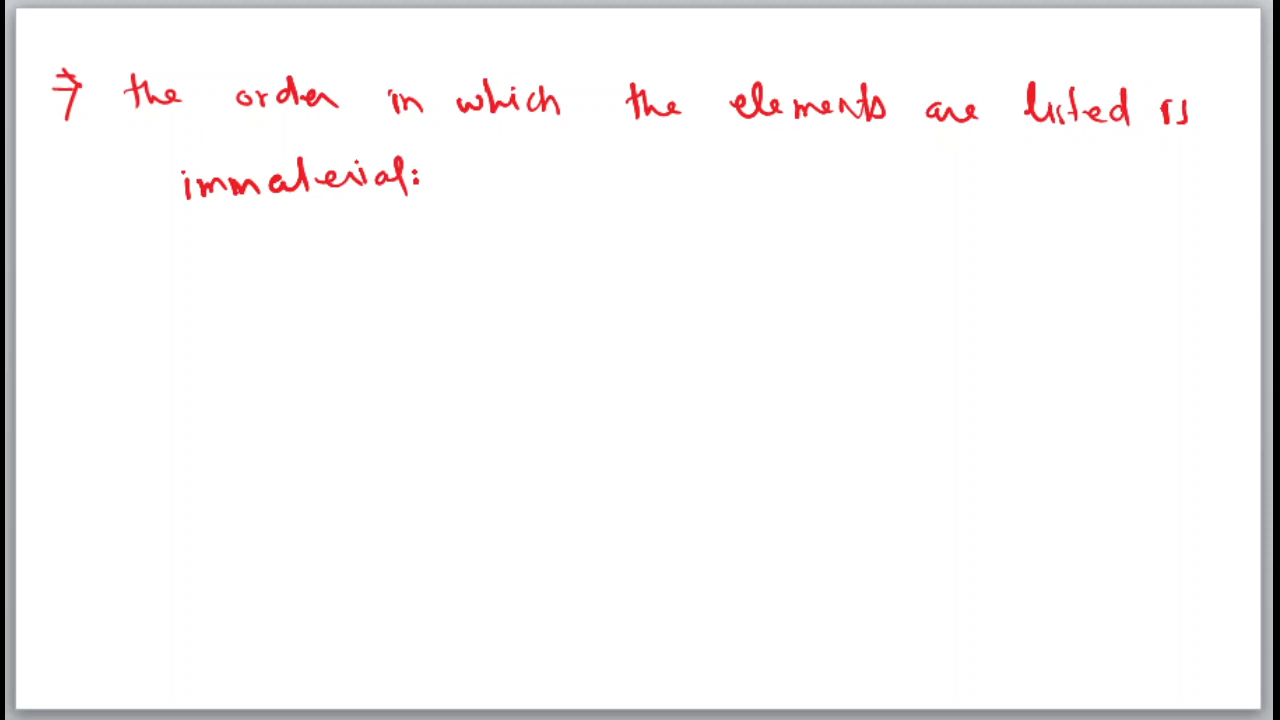 → the order in which the elements are listed is
immaterial: